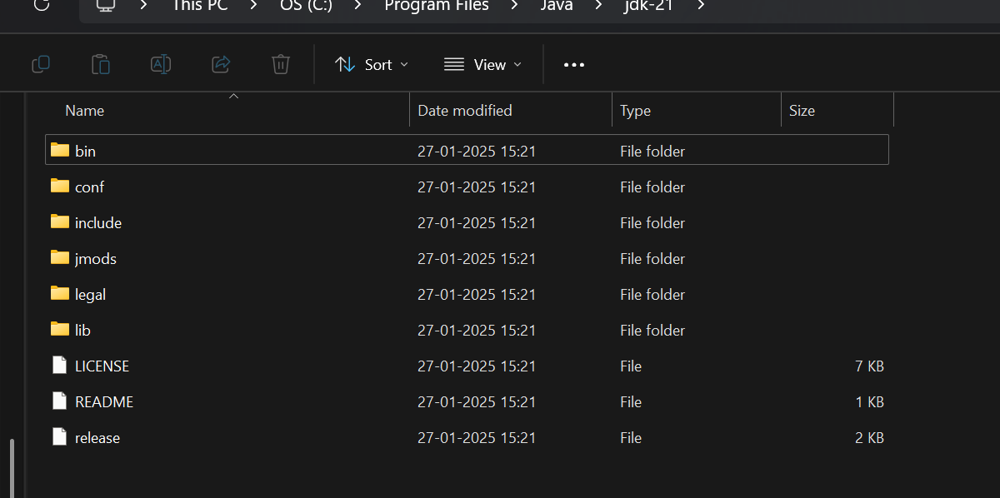 This PC > OS (C:) > Program Files > Java > jdk-21 >
Sort View
Name Date modified Type Size
bin 27-01-2025 15:21 File folder
conf 27-01-2025 15:21 File folder
include 27-01-2025 15:21 File folder
jmods 27-01-2025 15:21 File folder
legal 27-01-2025 15:21 File folder
lib 27-01-2025 15:21 File folder
LICENSE 27-01-2025 15:21 File 7 KB
README 27-01-2025 15:21 File 1 KB
release 27-01-2025 15:21 File 2 KB